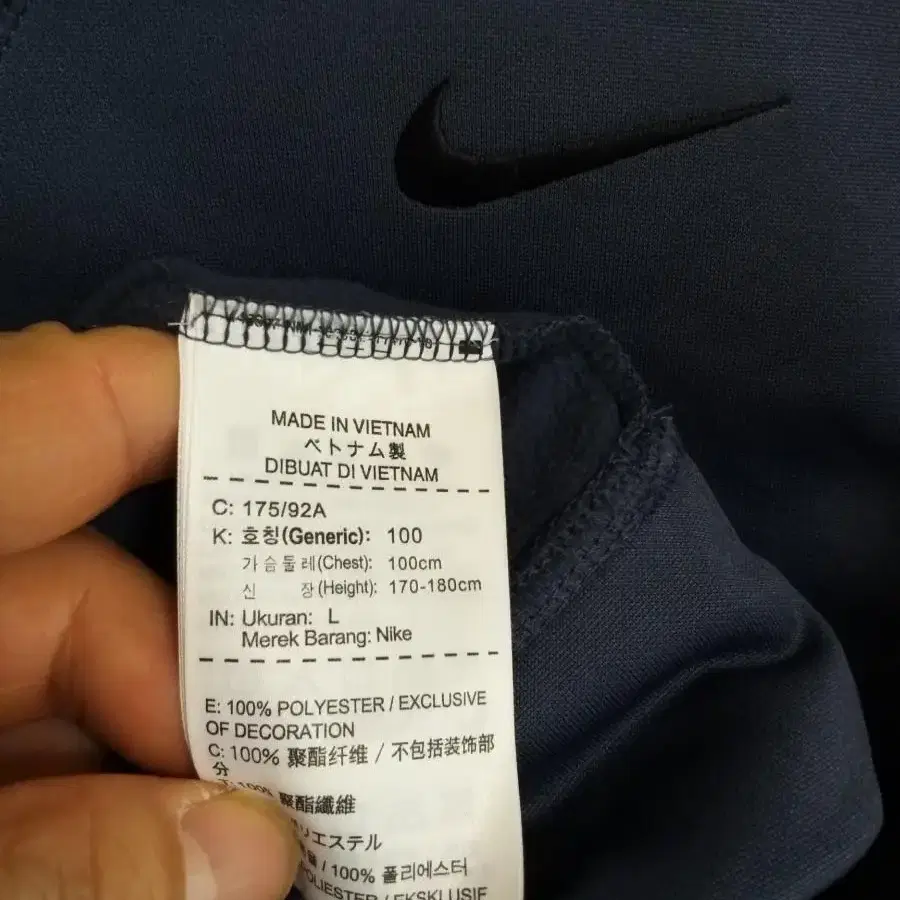 MADE IN VIETNAM
ベトナム製
DIBUAT DI VIETNAM
C: 175/92A
K: 호칭(Generic): 100
가슴둘레(Chest): 100cm
신 장(Height): 170-180cm
IN: Ukuran: L
Merek Barang: Nike
E: 100% POLYESTER / EXCLUSIVE
OF DECORATION
C: 100% 聚酯纤维 / 不包括装饰部
分
聚酯纖維
リエステル
/ 100% 폴리에스터
POLIESTER / EKSKLUSIF